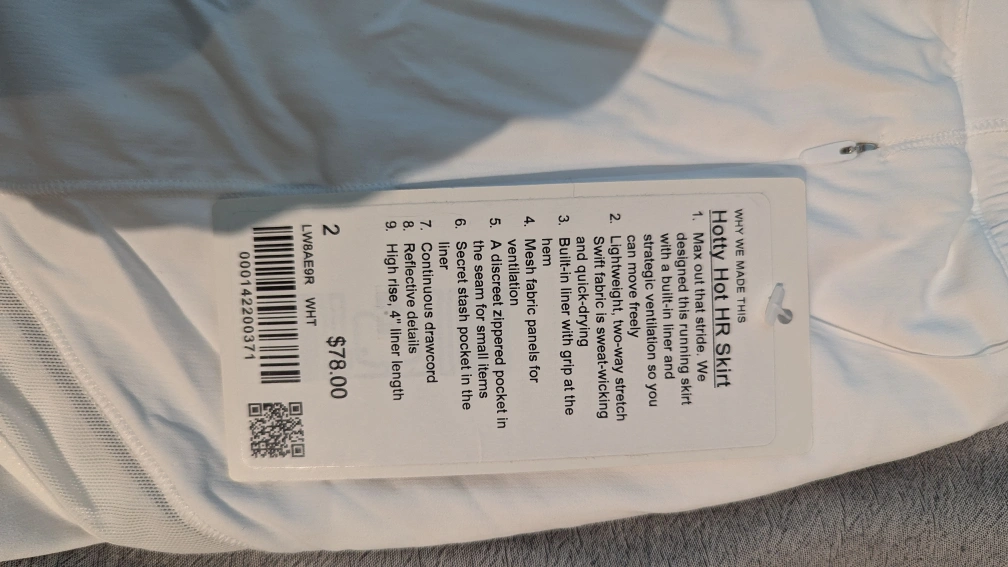 WHY WE MADE THIS
Hotty Hot HR Skirt
1. Max out that stride. We
designed this running skirt
with a built-in liner and
strategic ventilation so you
can move freely
2. Lightweight, two-way stretch
Swift fabric is sweat-wicking
and quick-drying
3. Built-in liner with grip at the
hem
4. Mesh fabric panels for
ventilation
5. A discreet zippered pocket in
the seam for small items
6. Secret stash pocket in the
liner
7. Continuous drawcord
8. Reflective details
9. High rise, 4" liner length
2 $78.00
LW8AE9R WHT
000142200371